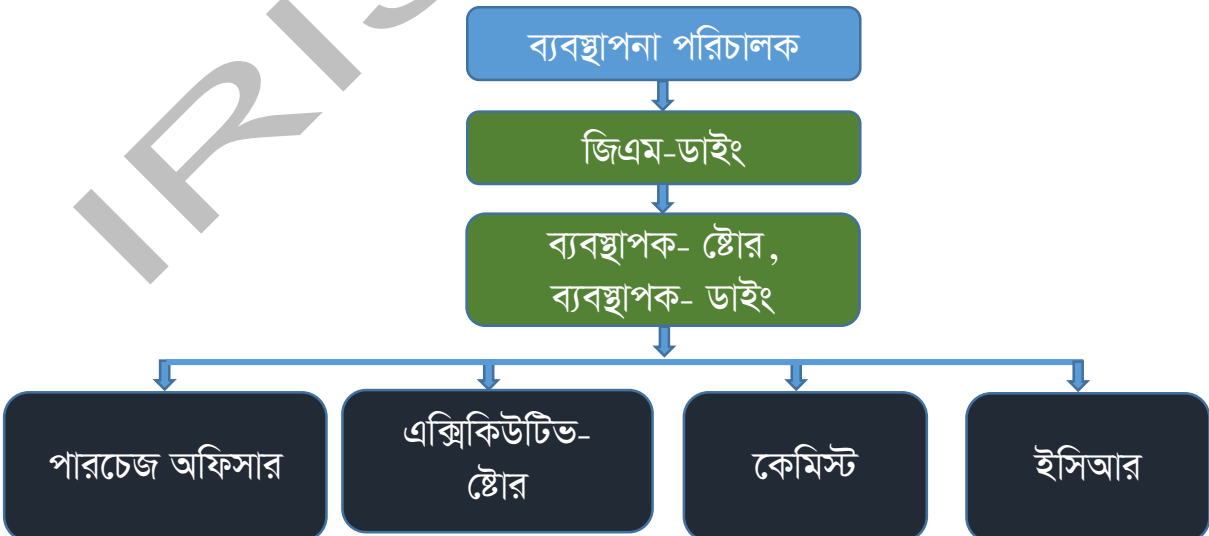 ব্যবস্থাপনা পরিচালক
জিএম-ডাইং
ব্যবস্থাপক- ষ্টোর,
ব্যবস্থাপক- ডাইং
পারচেজ অফিসার
এক্সিকিউটিভ-
ষ্টোর
কেমিস্ট
ইসিআর